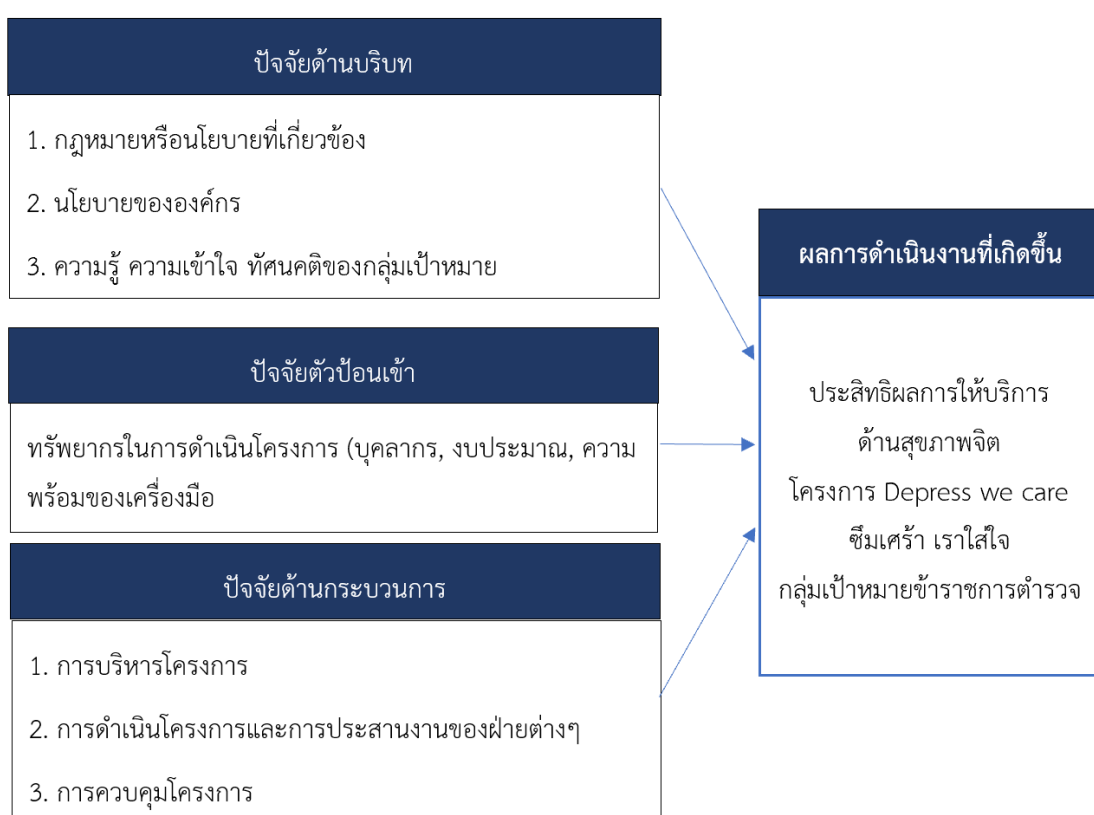 ปัจจัยด้านบริบท
1. กฎหมายหรือนโยบายที่เกี่ยวข้อง
2. นโยบายขององค์กร
3. ความรู้ ความเข้าใจ ทัศนคติของกลุ่มเป้าหมาย
ปัจจัยตัวป้อนเข้า
ทรัพยากรในการดำเนินโครงการ (บุคลากร, งบประมาณ, ความ
พร้อมของเครื่องมือ
ปัจจัยด้านกระบวนการ
1. การบริหารโครงการ
2. การดำเนินโครงการและการประสานงานของฝ่ายต่างๆ
3. การควบคุมโครงการ
ผลการดำเนินงานที่เกิดขึ้น
ประสิทธิผลการให้บริการ
ด้านสุขภาพจิต
โครงการ Depress we care
ซึมเศร้า เราใส่ใจ
กลุ่มเป้าหมายข้าราชการตำรวจ